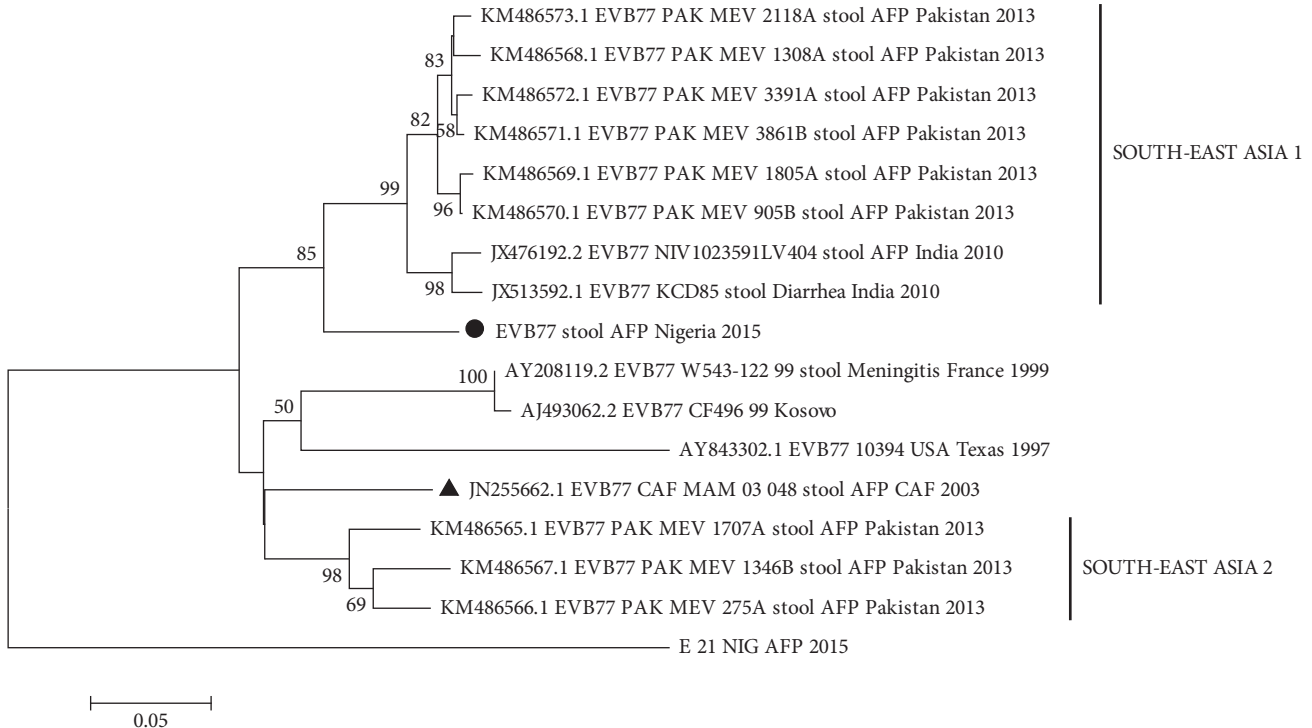 KM486573.1 EVB77 PAK MEV 2118A stool AFP Pakistan 2013
83
KM486568.1 EVB77 PAK MEV 1308A stool AFP Pakistan 2013
KM486572.1 EVB77 PAK MEV 3391A stool AFP Pakistan 2013
82
58
KM486571.1 EVB77 PAK MEV 3861B stool AFP Pakistan 2013
SOUTH-EAST ASIA 1
99
KM486569.1 EVB77 PAK MEV 1805A stool AFP Pakistan 2013
96
KM486570.1 EVB77 PAK MEV 905B stool AFP Pakistan 2013
85
JX476192.2 EVB77 NIV1023591LV404 stool AFP India 2010
98
JX513592.1 EVB77 KCD85 stool Diarrhea India 2010
EVB77 stool AFP Nigeria 2015
100
AY208119.2 EVB77 W543-122 99 stool Meningitis France 1999
50
AJ493062.2 EVB77 CF496 99 Kosovo
AY843302.1 EVB77 10394 USA Texas 1997
JN255662.1 EVB77 CAF MAM 03 048 stool AFP CAF 2003
KM486565.1 EVB77 PAK MEV 1707A stool AFP Pakistan 2013
98
KM486567.1 EVB77 PAK MEV 1346B stool AFP Pakistan 2013
SOUTH-EAST ASIA 2
69
KM486566.1 EVB77 PAK MEV 275A stool AFP Pakistan 2013
E 21 NIG AFP 2015
0.05